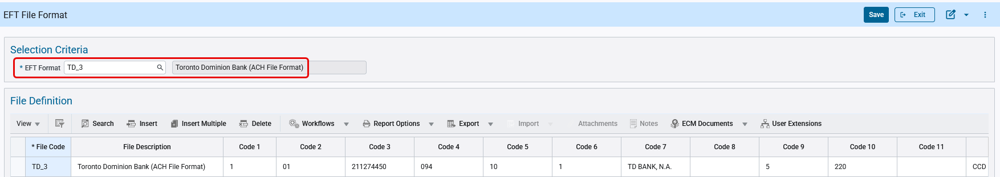 EFT File Format
Save Exit
Selection Criteria
* EFT Format TD_3 Toronto Dominion Bank (ACH File Format)
File Definition
View Search Insert Insert Multiple Delete Workflows Report Options Export Import Attachments Notes ECM Documents User Extensions
* File Code File Description Code 1 Code 2 Code 3 Code 4 Code 5 Code 6 Code 7 Code 8 Code 9 Code 10 Code 11
TD_3 Toronto Dominion Bank (ACH File Format) 1 01 211274450 094 10 1 TD BANK, N.A. 5 220 CCD